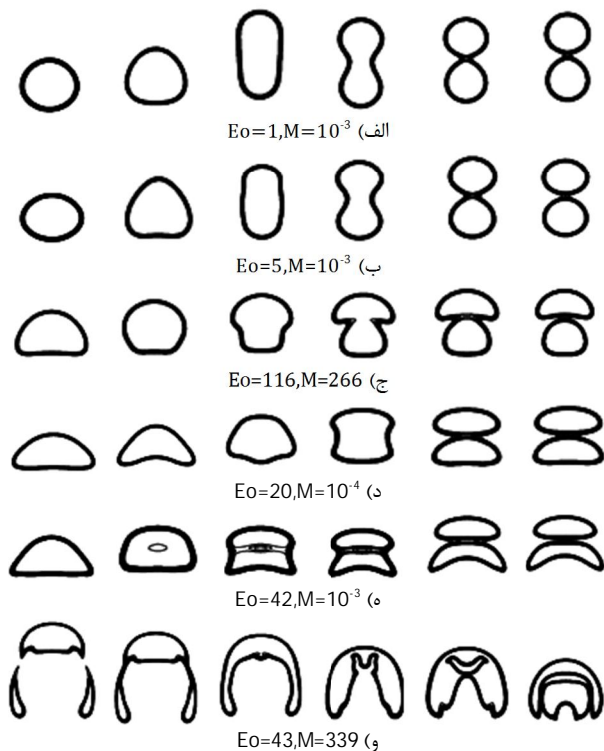 الف) Eo=1,M=10⁻³
ب) Eo=5,M=10⁻³
ج) Eo=116,M=266
د) Eo=20,M=10⁻⁴
ه) Eo=42,M=10⁻³
و) Eo=43,M=339